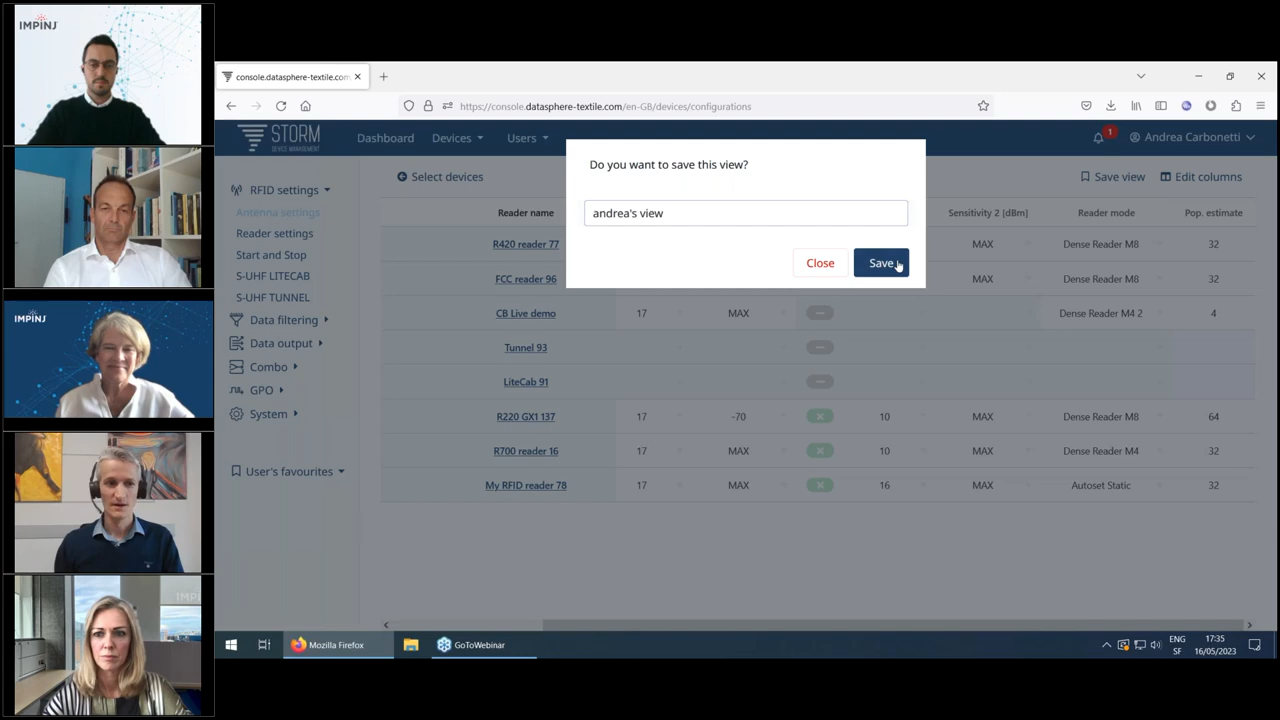 IMPINJ
IMPINJ
IMP
console.datasphere-textile.com
https://console.datasphere-textile.com/en-GB/devices/configurations
STORM
DEVICE MANAGEMENT
Dashboard
Devices
Users
1
Andrea Carbonetti
RFID settings
Antenna settings
Reader settings
Start and Stop
S-UHF LITECAB
S-UHF TUNNEL
Data filtering
Data output
Combo
GPO
System
User's favourites
Select devices
Save view
Edit columns
Do you want to save this view?
andrea's view
Close
Save
Reader name Sensitivity 2 [dBm] Reader mode Pop. estimate
R420 reader 77 MAX Dense Reader M8 32
FCC reader 96 MAX Dense Reader M8 32
CB Live demo 17 MAX Dense Reader M4 2 4
Tunnel 93
LiteCab 91
R220 GX1 137 17 -70 10 MAX Dense Reader M8 64
R700 reader 16 17 MAX 10 MAX Dense Reader M4 32
My RFID reader 78 17 MAX 16 MAX Autoset Static 32
Mozilla Firefox
GoToWebinar
ENG
SF
17:35
16/05/2023